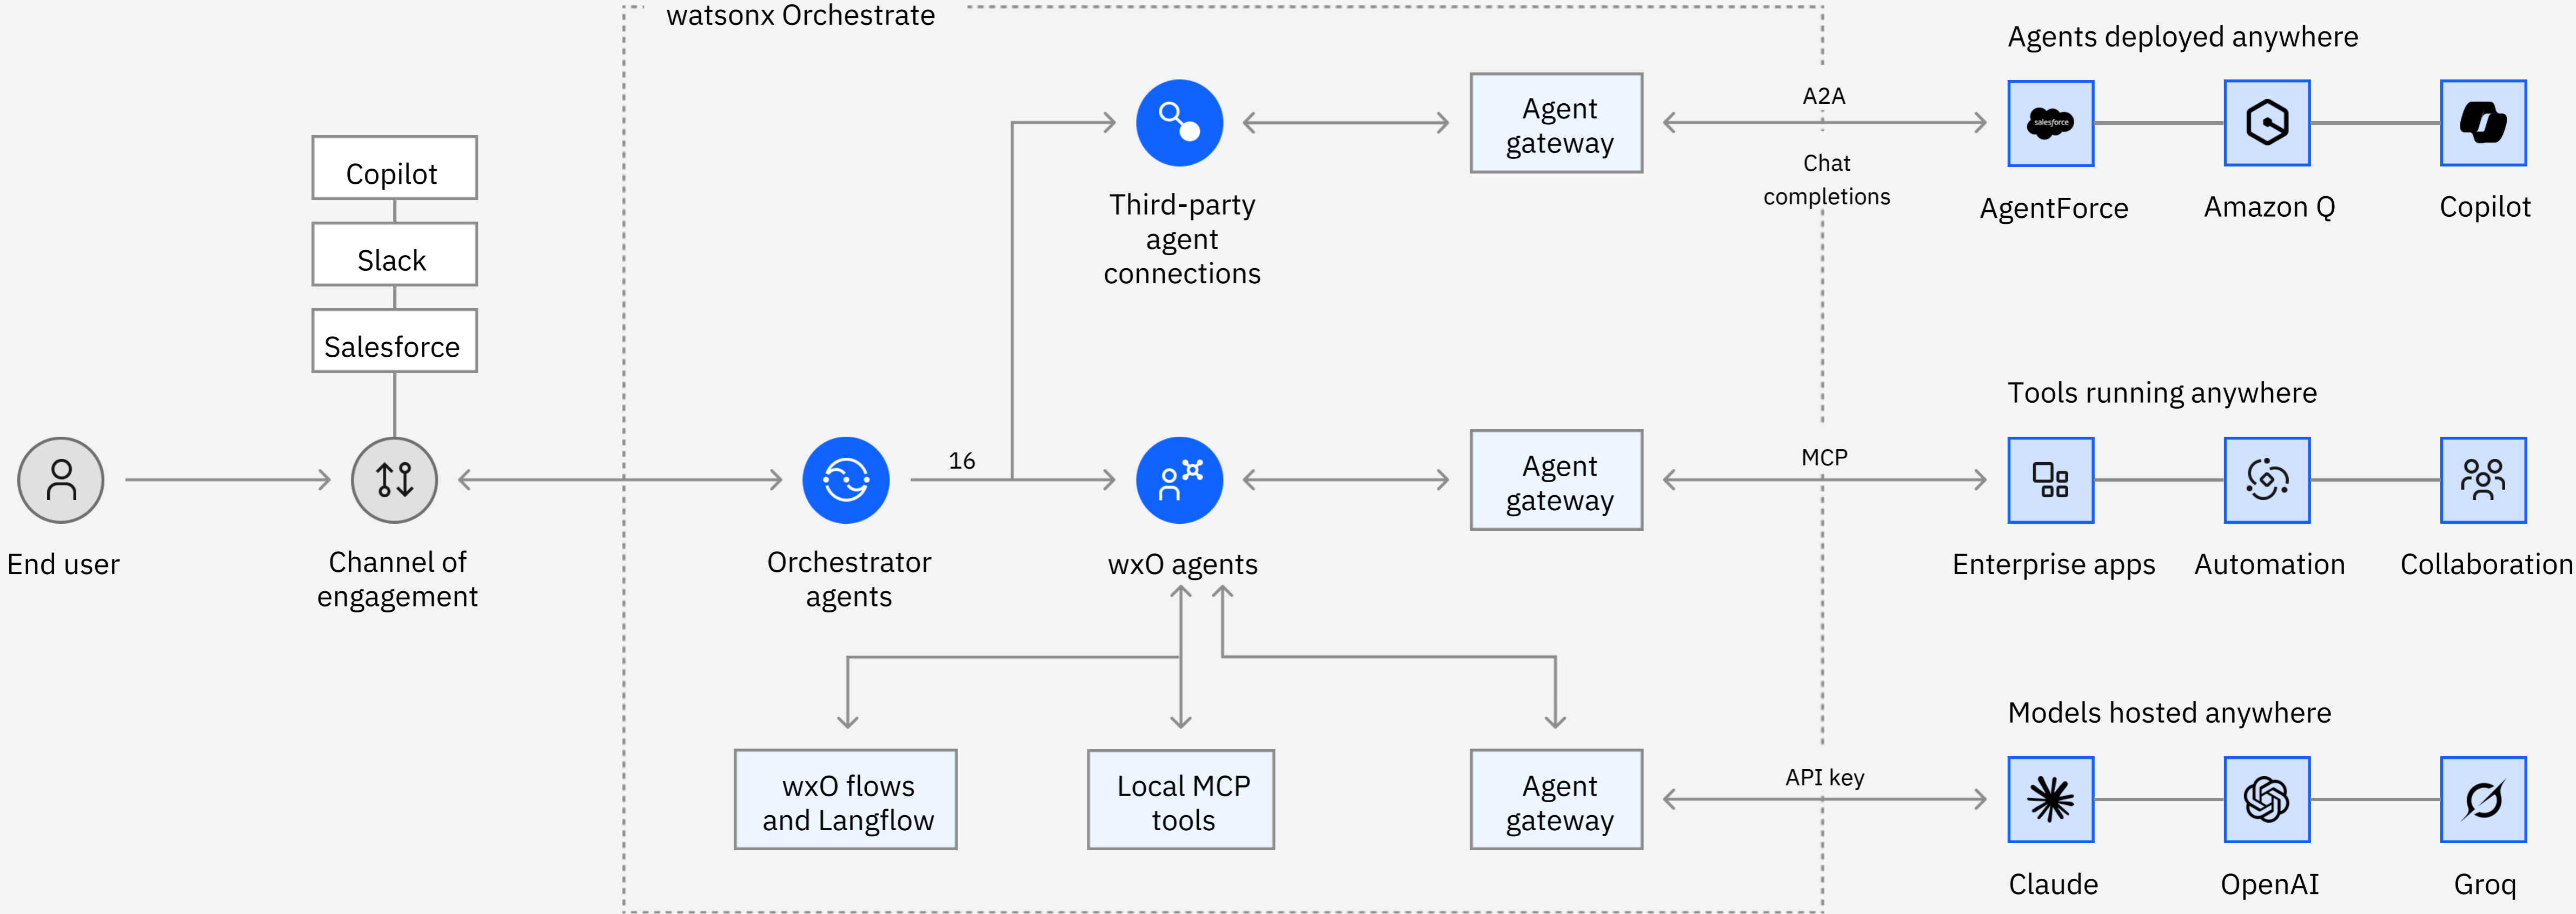 watsonx Orchestrate
Agents deployed anywhere
Copilot
Slack
Salesforce
Third-party
agent
connections
Agent
gateway
A2A
Chat
completions
salesforce
AgentForce
Amazon Q
Copilot
Tools running anywhere
End user
Channel of
engagement
Orchestrator
agents
16
wxO agents
Agent
gateway
MCP
Enterprise apps
Automation
Collaboration
Models hosted anywhere
wxO flows
and Langflow
Local MCP
tools
Agent
gateway
API key
Claude
OpenAI
Groq